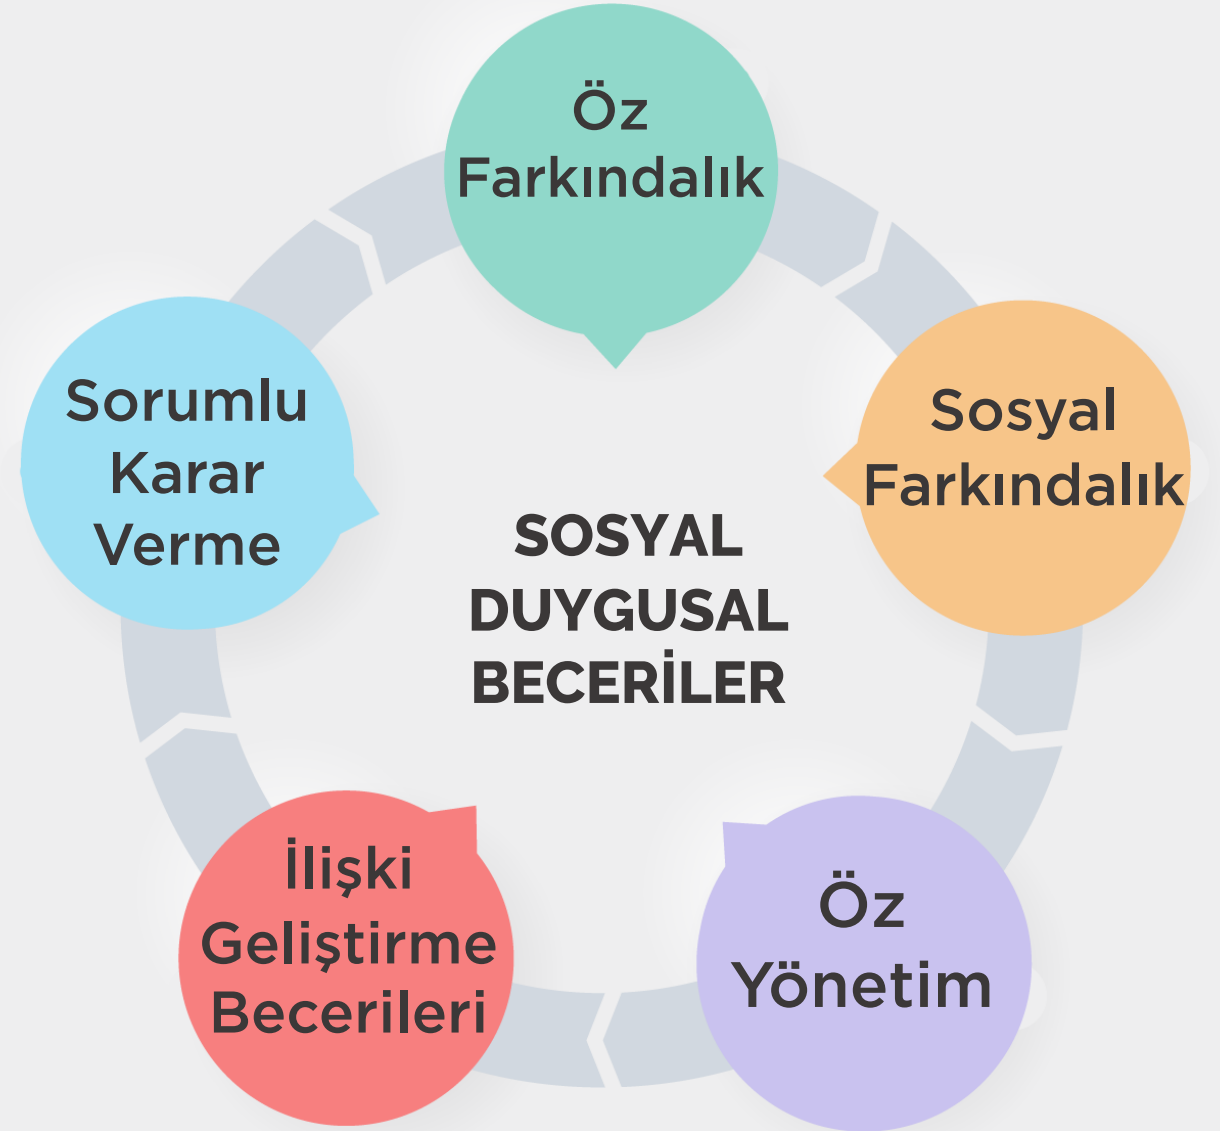 Öz
Farkındalık
Sosyal
Farkındalık
Öz
Yönetim
İlişki
Geliştirme
Becerileri
Sorumlu
Karar
Verme
SOSYAL
DUYGUSAL
BECERİLER